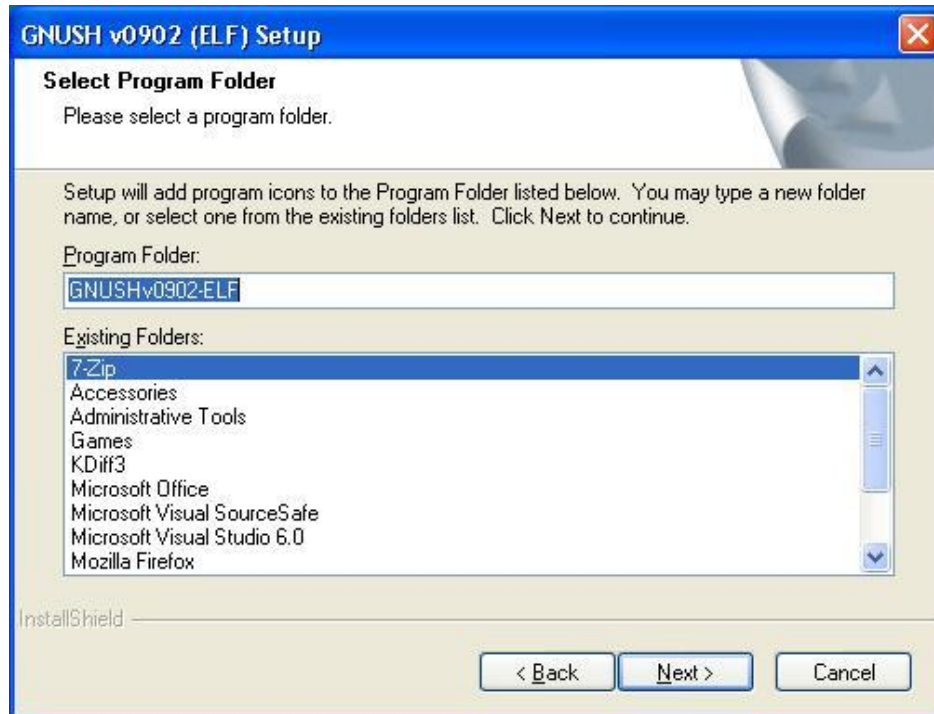 GNUSH v0902 (ELF) Setup
Select Program Folder
Please select a program folder.
Setup will add program icons to the Program Folder listed below.  You may type a new folder
name, or select one from the existing folders list.  Click Next to continue.
Program Folder:
GNUSHv0902-ELF
Existing Folders:
7-Zip
Accessories
Administrative Tools
Games
KDiff3
Microsoft Office
Microsoft Visual SourceSafe
Microsoft Visual Studio 6.0
Mozilla Firefox
InstallShield
< Back Next > Cancel